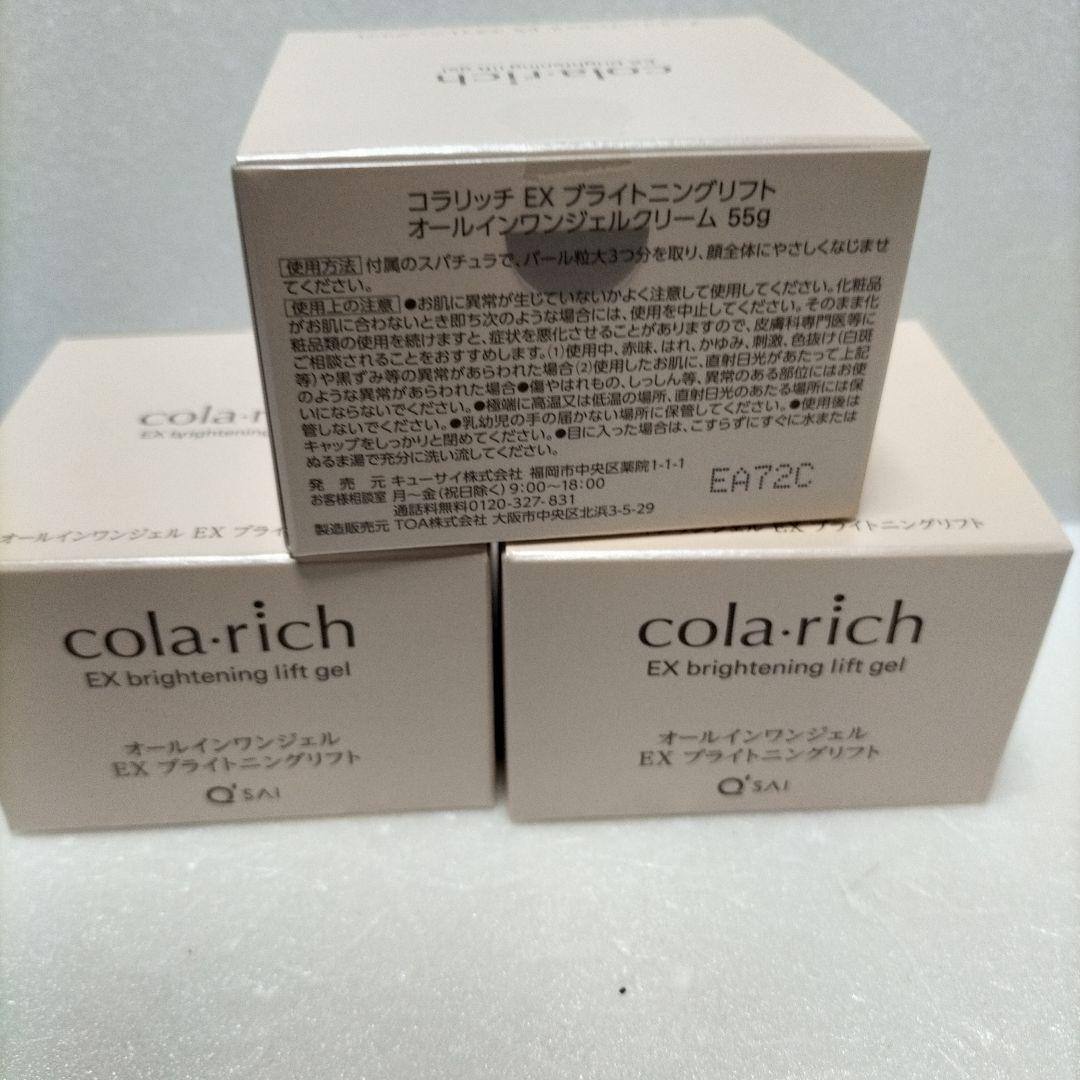 cola·rich
EX brightening lift gel
コラリッチ EX ブライトニングリフト
オールインワンジェルクリーム 55g
使用方法 付属のスパチュラで、パール粒大3つ分を取り、顔全体にやさしくなじませ
てください。
使用上の注意 ●お肌に異常が生じていないかよく注意して使用してください。化粧品
がお肌に合わないとき即ち次のような場合には、使用を中止してください。そのまま化
粧品類の使用を続けますと、症状を悪化させることがありますので、皮膚科専門医等に
ご相談されることをおすすめします。(1)使用中、赤味、はれ、かゆみ、刺激、色抜け(白斑
等)や黒ずみ等の異常があらわれた場合(2)使用したお肌に、直射日光があたって上記
のような異常があらわれた場合●傷やはれもの、しっしん等、異常のある部位にはお使
いにならないでください。●極端に高温又は低温の場所、直射日光のあたる場所には保
管しないでください。●乳幼児の手の届かない場所に保管してください。●使用後は
キャップをしっかりと閉めてください。●目に入った場合は、こすらずにすぐに水または
ぬるま湯で充分に洗い流してください。
発 売 元 キューサイ株式会社 福岡市中央区薬院1-1-1
お客様相談室 月〜金(祝日除く)9:00〜18:00
通話料無料0120-327-831
製造販売元 TOA株式会社 大阪市中央区北浜3-5-29
EA72C
cola·ri
EX brightening
オールインワンジェル EX ブライ
ジェル EX ブライトニングリフト
cola·rich
EX brightening lift gel
オールインワンジェル
EX ブライトニングリフト
Q'SAI
cola·rich
EX brightening lift gel
オールインワンジェル
EX ブライトニングリフト
Q'SAI